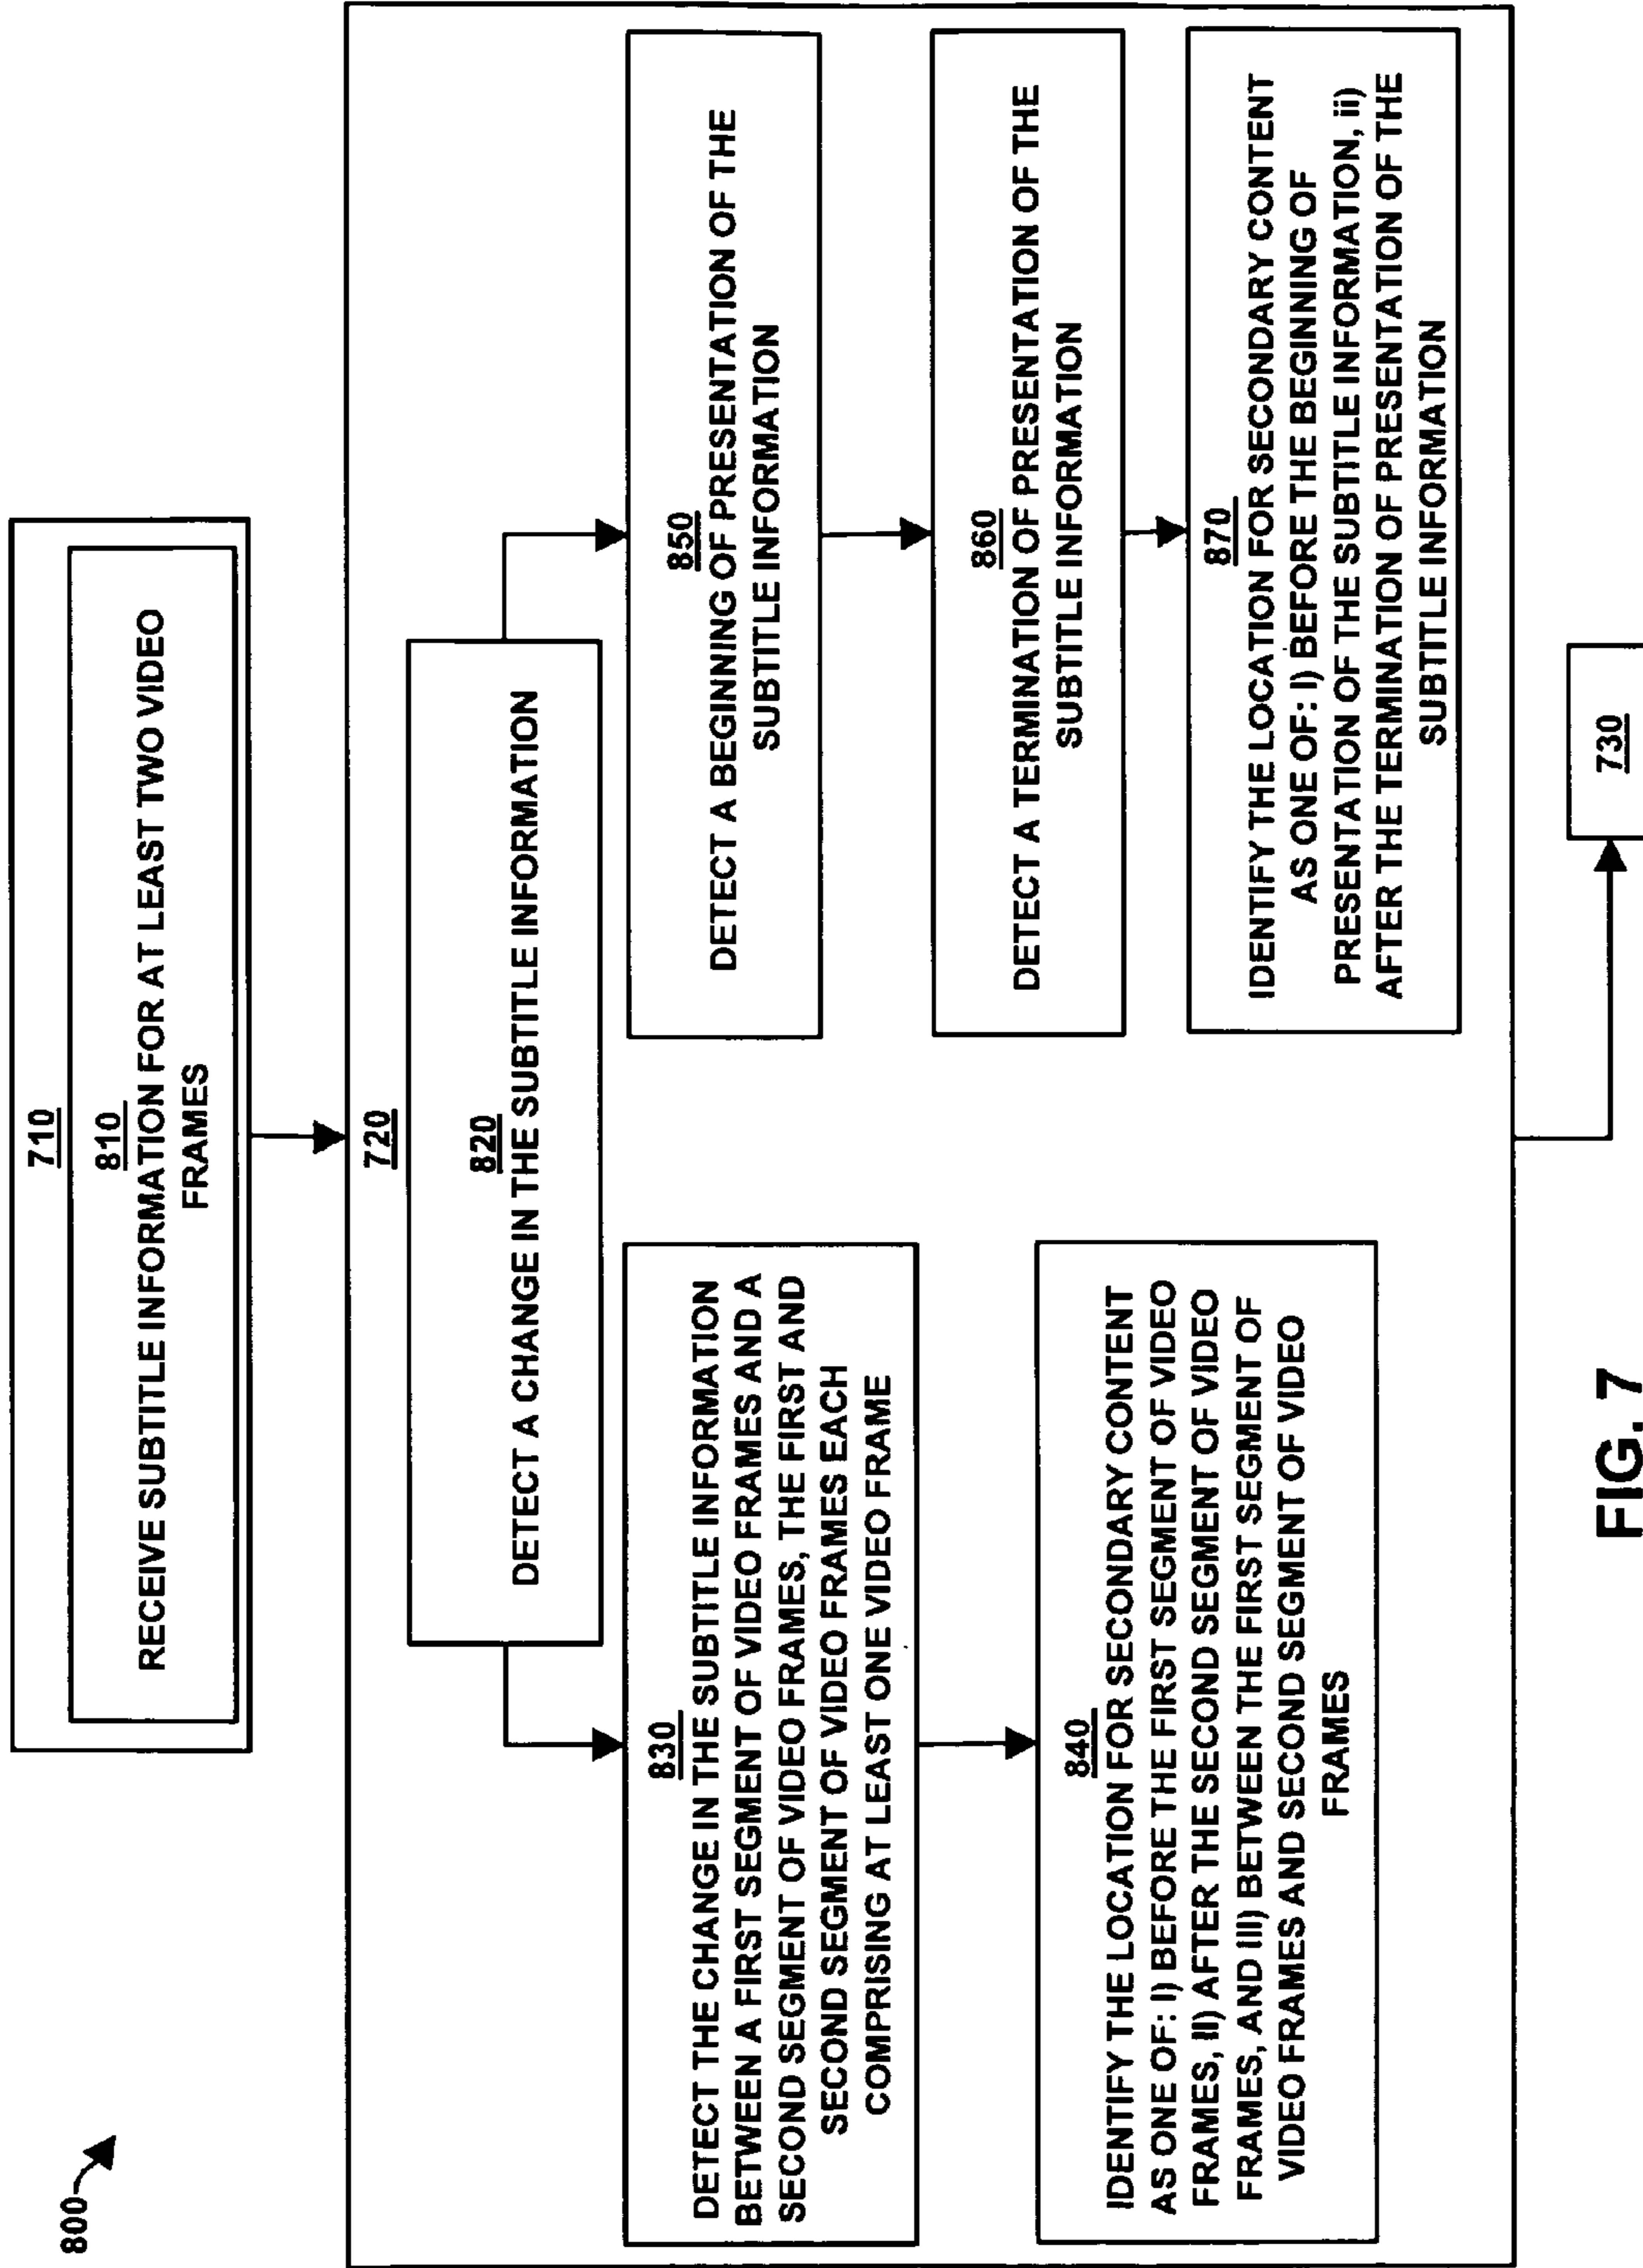 800
710
810
RECEIVE SUBTITLE INFORMATION FOR AT LEAST TWO VIDEO
FRAMES
720
820
DETECT A CHANGE IN THE SUBTITLE INFORMATION
830
DETECT THE CHANGE IN THE SUBTITLE INFORMATION
BETWEEN A FIRST SEGMENT OF VIDEO FRAMES AND A
SECOND SEGMENT OF VIDEO FRAMES, THE FIRST AND
SECOND SEGMENT OF VIDEO FRAMES EACH
COMPRISING AT LEAST ONE VIDEO FRAME
840
IDENTIFY THE LOCATION FOR SECONDARY CONTENT
AS ONE OF: I) BEFORE THE FIRST SEGMENT OF VIDEO
FRAMES, II) AFTER THE SECOND SEGMENT OF VIDEO
FRAMES, AND III) BETWEEN THE FIRST SEGMENT OF
VIDEO FRAMES AND SECOND SEGMENT OF VIDEO
FRAMES
850
DETECT A BEGINNING OF PRESENTATION OF THE
SUBTITLE INFORMATION
860
DETECT A TERMINATION OF PRESENTATION OF THE
SUBTITLE INFORMATION
870
IDENTIFY THE LOCATION FOR SECONDARY CONTENT
AS ONE OF: I) BEFORE THE BEGINNING OF
PRESENTATION OF THE SUBTITLE INFORMATION, ii)
AFTER THE TERMINATION OF PRESENTATION OF THE
SUBTITLE INFORMATION
730
FIG. 7